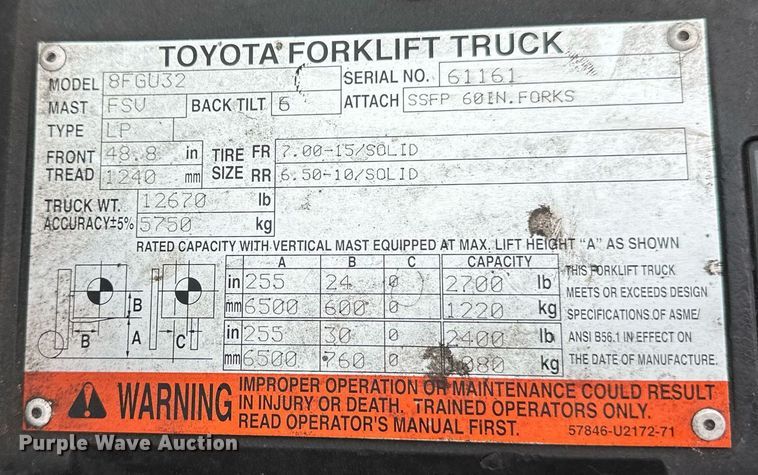 TOYOTA FORKLIFT TRUCK
MODEL 8FGU32 SERIAL NO. 61161
MAST FSV BACK TILT 6 ATTACH SSFP 60IN.FORKS
TYPE LP
FRONT TREAD 48.8 in TIRE SIZE FR 7.00-15/SOLID
1240 mm RR 6.50-10/SOLID
TRUCK WT. 12670 lb
ACCURACY±5% 5750 kg
RATED CAPACITY WITH VERTICAL MAST EQUIPPED AT MAX. LIFT HEIGHT "A" AS SHOWN
A B C CAPACITY
in 255 24 0 2700 lb
mm 6500 600 0 1220 kg
in 255 30 0 2400 lb
mm 6500 760 0 kg
B
B A C
THIS FORKLIFT TRUCK
MEETS OR EXCEEDS DESIGN
SPECIFICATIONS OF ASME/
ANSI B56.1 IN EFFECT ON
THE DATE OF MANUFACTURE.
WARNING
IMPROPER OPERATION OR MAINTENANCE COULD RESULT
IN INJURY OR DEATH. TRAINED OPERATORS ONLY.
READ OPERATOR'S MANUAL FIRST.
57846-U2172-71
Purple Wave Auction